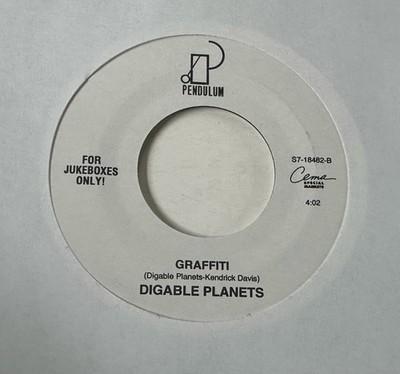 PENDULUM
FOR
JUKEBOXES
ONLY!
S7-18482-B
Cema
SPECIAL
MARKETS
4:02
GRAFFITI
(Digable Planets-Kendrick Davis)
DIGABLE PLANETS